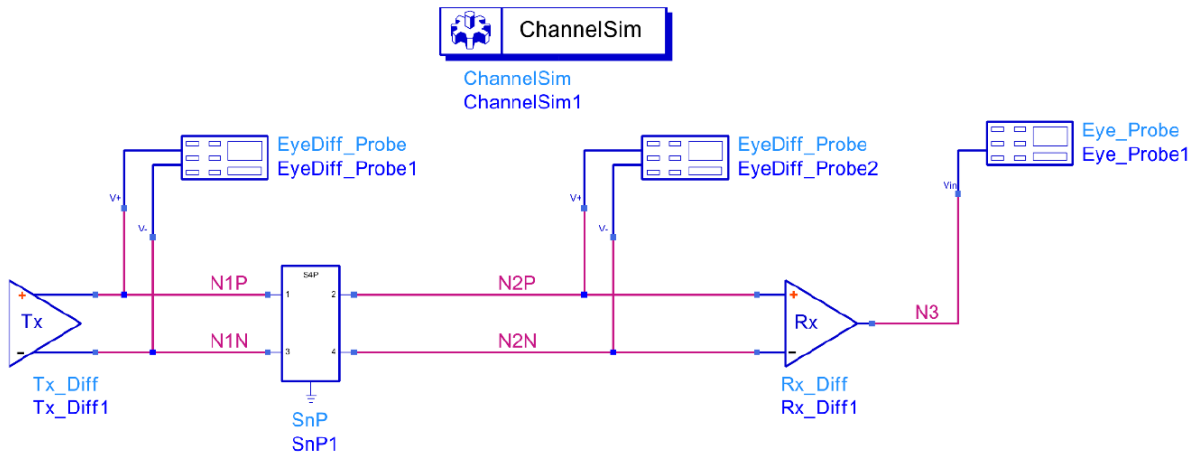 ChannelSim
ChannelSim
ChannelSim1
EyeDiff_Probe
EyeDiff_Probe1
EyeDiff_Probe
EyeDiff_Probe2
Eye_Probe
Eye_Probe1
V+
V-
V+
V-
Vin
S4P
N1P
N2P
+
Tx
-
1
2
3
4
+
Rx
-
N3
N1N
N2N
Tx_Diff
Tx_Diff1
SnP
SnP1
Rx_Diff
Rx_Diff1